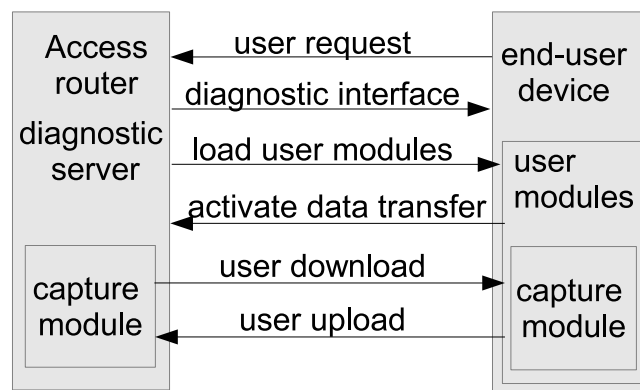 Access
router
diagnostic
server
capture
module
user request
diagnostic interface
load user modules
activate data transfer
user download
user upload
end-user
device
user
modules
capture
module